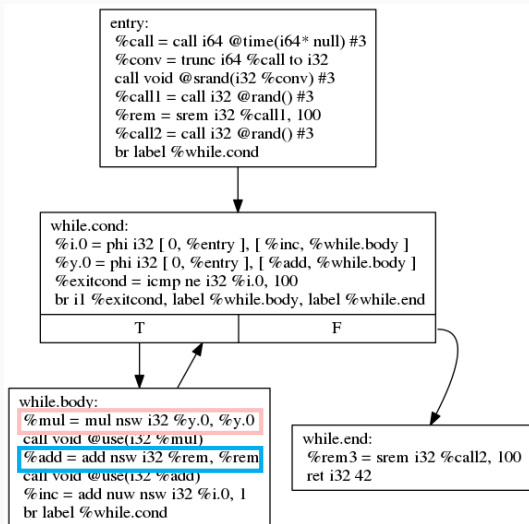 entry:
%call = call i64 @time(i64* null) #3
%conv = trunc i64 %call to i32
call void @srand(i32 %conv) #3
%call1 = call i32 @rand() #3
%rem = srem i32 %call1, 100
%call2 = call i32 @rand() #3
br label %while.cond
while.cond:
%i.0 = phi i32 [ 0, %entry ], [ %inc, %while.body ]
%y.0 = phi i32 [ 0, %entry ], [ %add, %while.body ]
%exitcond = icmp ne i32 %i.0, 100
br i1 %exitcond, label %while.body, label %while.end
T F
while.body:
%mul = mul nsw i32 %y.0, %y.0
call void @use(i32 %mul)
%add = add nsw i32 %rem, %rem
call void @use(i32 %add)
%inc = add nuw nsw i32 %i.0, 1
br label %while.cond
while.end:
%rem3 = srem i32 %call2, 100
ret i32 42